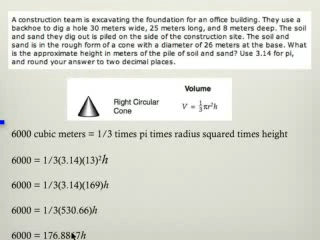 A construction team is excavating the foundation for an office building. They use a
backhoe to dig a hole 30 meters wide, 25 meters long, and 8 meters deep. The soil
and sand they dig out is piled on the side of the construction site. The soil and
sand is in the rough form of a cone with a diameter of 26 meters at the base. What
is the approximate height in meters of the pile of soil and sand? Use 3.14 for pi,
and round your answer to two decimal places.
Volume
Right Circular
Cone
V = 1/3πr²h
6000 cubic meters = 1/3 times pi times radius squared times height
6000 = 1/3(3.14)(13)²h
6000 = 1/3(3.14)(169)h
6000 = 1/3(530.66)h
6000 = 176.8867h